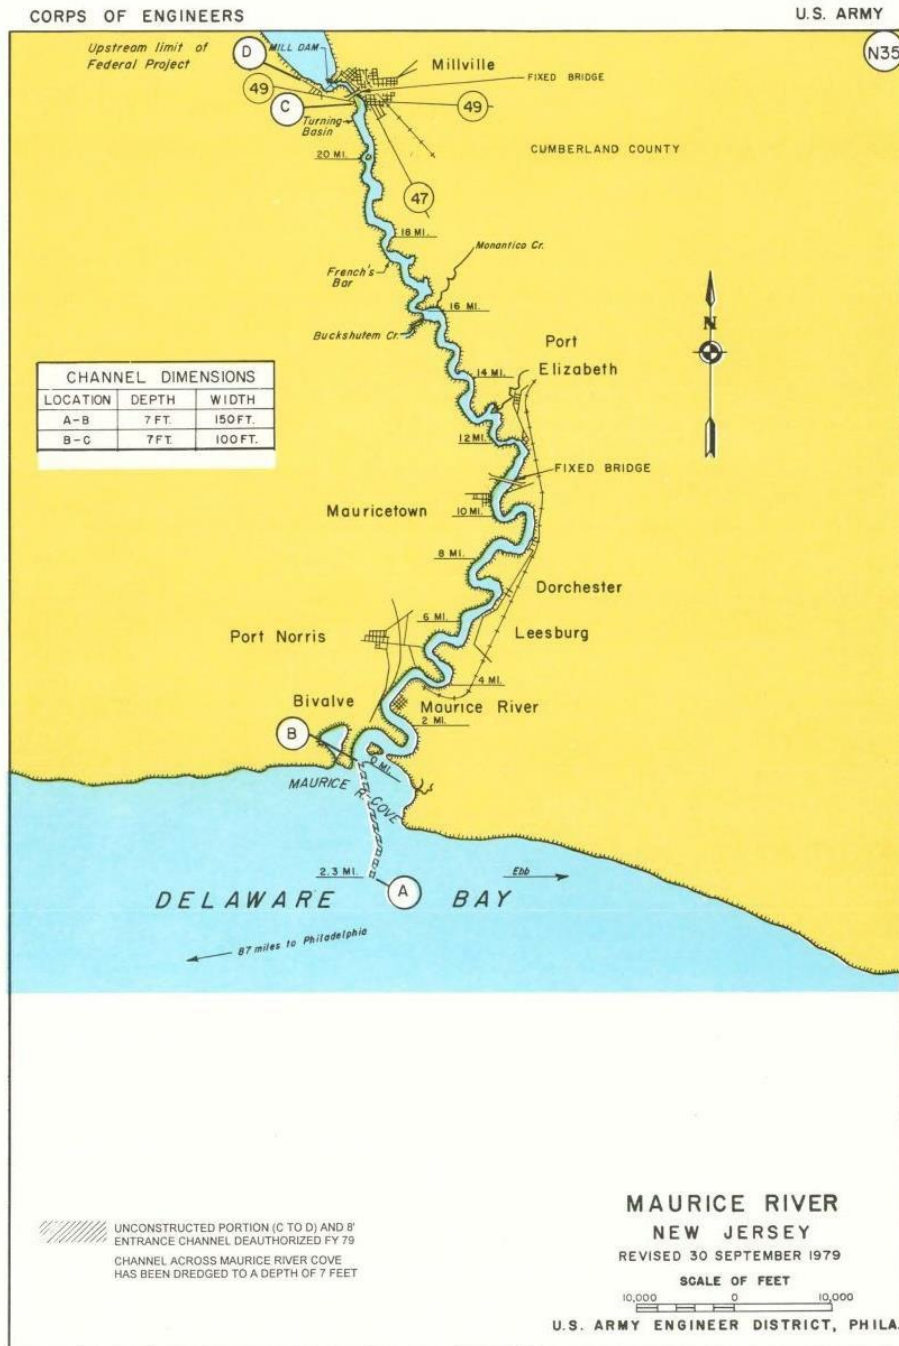 CORPS OF ENGINEERS
U.S. ARMY
N35
Upstream limit of
Federal Project
D
MILL DAM
Millville
FIXED BRIDGE
49
C
49
Turning
Basin
CUMBERLAND COUNTY
20 MI.
47
18 MI.
Monantico Cr.
French's
Bar
16 MI.
N
Buckshutem Cr.
Port
Elizabeth
14 MI.
CHANNEL DIMENSIONS
LOCATION DEPTH WIDTH
A-B 7 FT. 150 FT.
B-C 7 FT. 100 FT.
12 MI.
FIXED BRIDGE
Mauricetown
10 MI.
8 MI.
Dorchester
6 MI.
Port Norris
Leesburg
4 MI.
Bivalve
Maurice River
2 MI.
B
0 MI.
MAURICE R. COVE
2.3 MI.
A
Ebb
DELAWARE BAY
87 miles to Philadelphia
UNCONSTRUCTED PORTION (C TO D) AND 8'
ENTRANCE CHANNEL DEAUTHORIZED FY 79
CHANNEL ACROSS MAURICE RIVER COVE
HAS BEEN DREDGED TO A DEPTH OF 7 FEET
MAURICE RIVER
NEW JERSEY
REVISED 30 SEPTEMBER 1979
SCALE OF FEET
10,000 0 10,000
U.S. ARMY ENGINEER DISTRICT, PHILA.